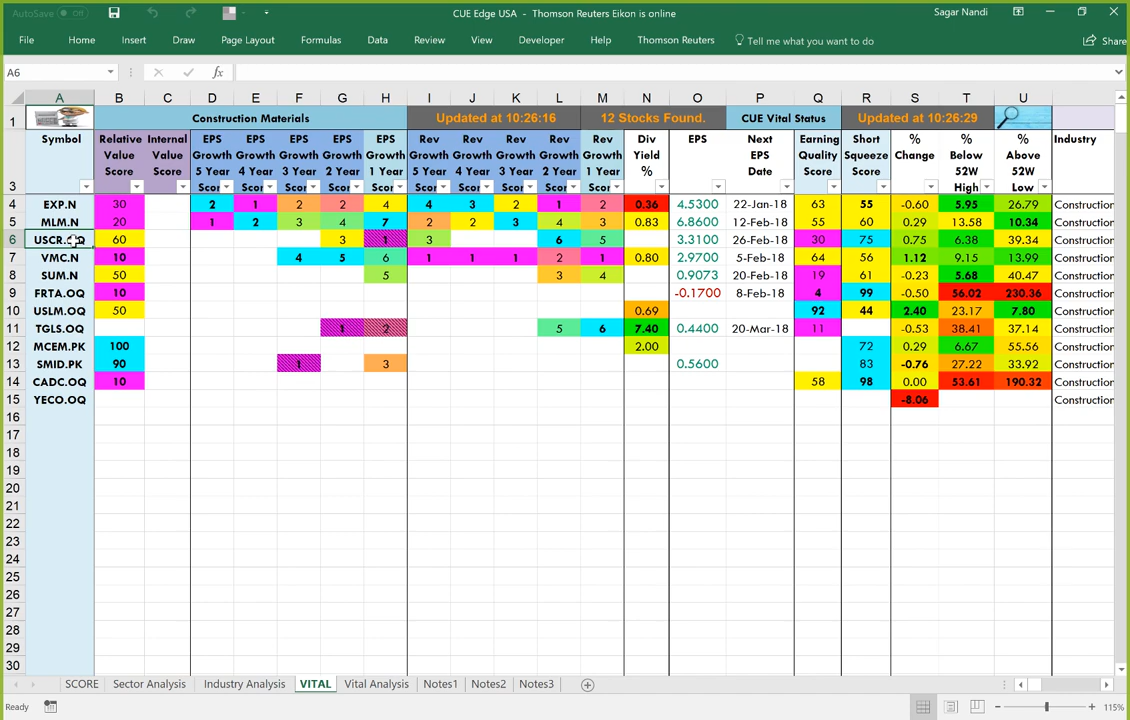 AutoSave Off CUE Edge USA - Thomson Reuters Eikon is online Sagar Nandi
File Home Insert Draw Page Layout Formulas Data Review View Developer Help Thomson Reuters Tell me what you want to do Share
A6 fx
A B C D E F G H I J K L M N O P Q R S T U
1 Construction Materials Updated at 10:26:16 12 Stocks Found. CUE Vital Status Updated at 10:26:29
Symbol Relative Internal EPS EPS EPS EPS EPS Rev Rev Rev Rev Rev Div EPS Next Earning Short % % % Industry
Value Value Growth Growth Growth Growth Growth Growth Growth Growth Growth Growth Yield EPS Quality Squeeze Change Below Above
Score Score 5 Year 4 Year 3 Year 2 Year 1 Year 5 Year 4 Year 3 Year 2 Year 1 Year % Date Score Score 52W 52W
3 Scor Scor Scor Scor Scor Scor Scor Scor Scor Scor High Low
4 EXP.N 30 2 1 2 2 4 4 3 2 1 2 0.36 4.5300 22-Jan-18 63 55 -0.60 5.95 26.79 Construction
5 MLM.N 20 1 2 3 4 7 2 2 3 4 3 0.83 6.8600 12-Feb-18 55 60 0.29 13.58 10.34 Construction
6 60 3 1 3 6 5 3.3100 26-Feb-18 30 75 0.75 6.38 39.34 Construction
7 VMC.N 10 4 5 6 1 1 1 2 1 0.80 2.9700 5-Feb-18 64 56 1.12 9.15 13.99 Construction
8 SUM.N 50 5 3 4 0.9073 20-Feb-18 19 61 -0.23 5.68 40.47 Construction
9 FRTA.OQ 10 -0.1700 8-Feb-18 4 99 -0.50 56.02 230.36 Construction
10 USLM.OQ 50 0.69 92 44 2.40 23.17 7.80 Construction
11 TGLS.OQ 1 2 5 6 7.40 0.4400 20-Mar-18 11 -0.53 38.41 37.14 Construction
12 MCEM.PK 100 2.00 72 0.29 6.67 55.56 Construction
13 SMID.PK 90 1 3 0.5600 83 -0.76 27.22 33.92 Construction
14 CADC.OQ 10 58 98 0.00 53.61 190.32 Construction
15 YECO.OQ -8.06 Construction
16
17
18
19
20
21
22
23
24
25
26
27
28
29
30
SCORE Sector Analysis Industry Analysis VITAL Vital Analysis Notes1 Notes2 Notes3
Ready 115%